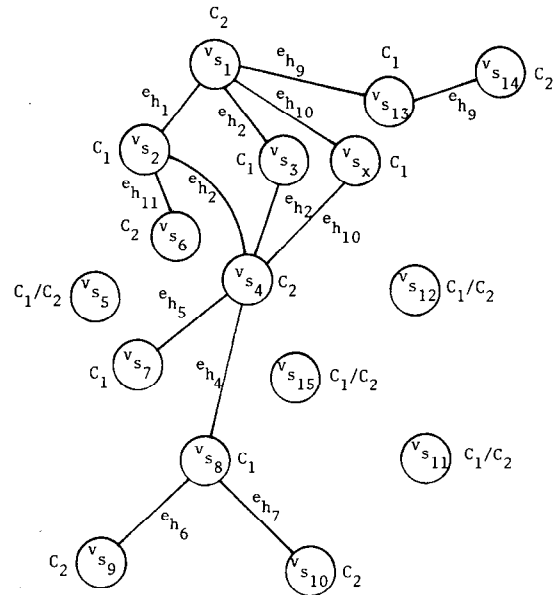 C₂
v_s₁ e_h₉ C₁ v_s₁₄ C₂
e_h₁ e_h₂ e_h₁₀ v_s₁₃ e_h₉
C₁ v_s₂ e_h₂ C₁ v_s₃ v_s_x C₁
e_h₁₁
C₂ v_s₆ e_h₂ e_h₁₀
C₁/C₂ v_s₅ v_s₄ C₂ v_s₁₂ C₁/C₂
e_h₅
C₁ v_s₇ e_h₄ v_s₁₅ C₁/C₂
v_s₈ C₁ v_s₁₁ C₁/C₂
e_h₆ e_h₇
C₂ v_s₉ v_s₁₀ C₂